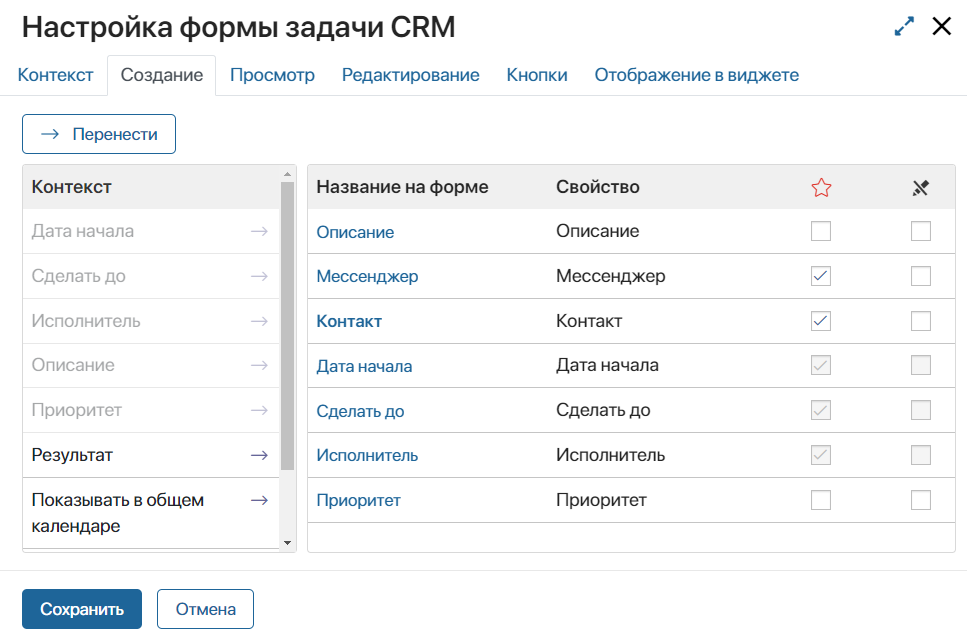 Настройка формы задачи CRM
Контекст Создание Просмотр Редактирование Кнопки Отображение в виджете
Перенести
Контекст
Дата начала
Сделать до
Исполнитель
Описание
Приоритет
Результат
Показывать в общем
календаре
Название на форме Свойство
Описание Описание
Мессенджер Мессенджер
Контакт Контакт
Дата начала Дата начала
Сделать до Сделать до
Исполнитель Исполнитель
Приоритет Приоритет
Сохранить Отмена